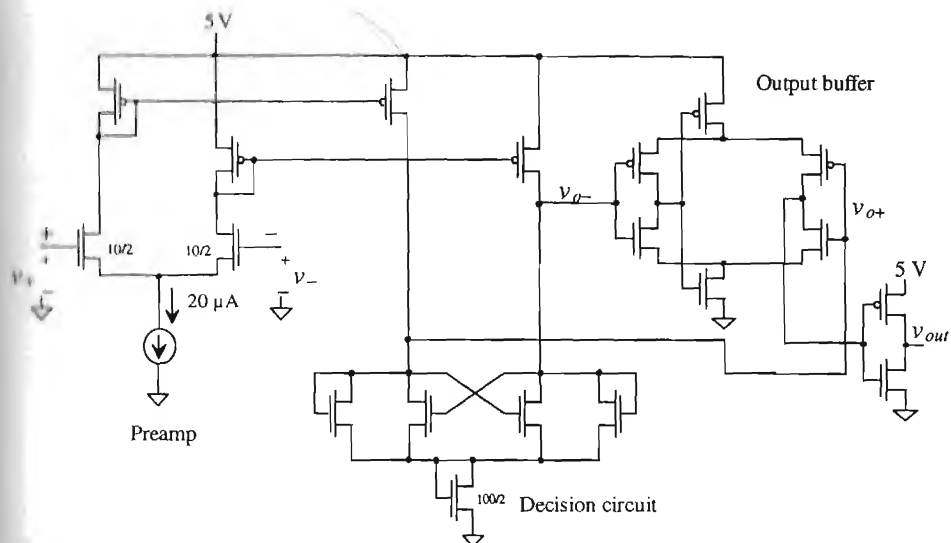 5 V
Output buffer
v_{o-}
v_{o+}
10/2
10/2
+
−
v_+
−
+
v_−
−
20 µA
5 V
v_{out}
Preamp
100/2
Decision circuit